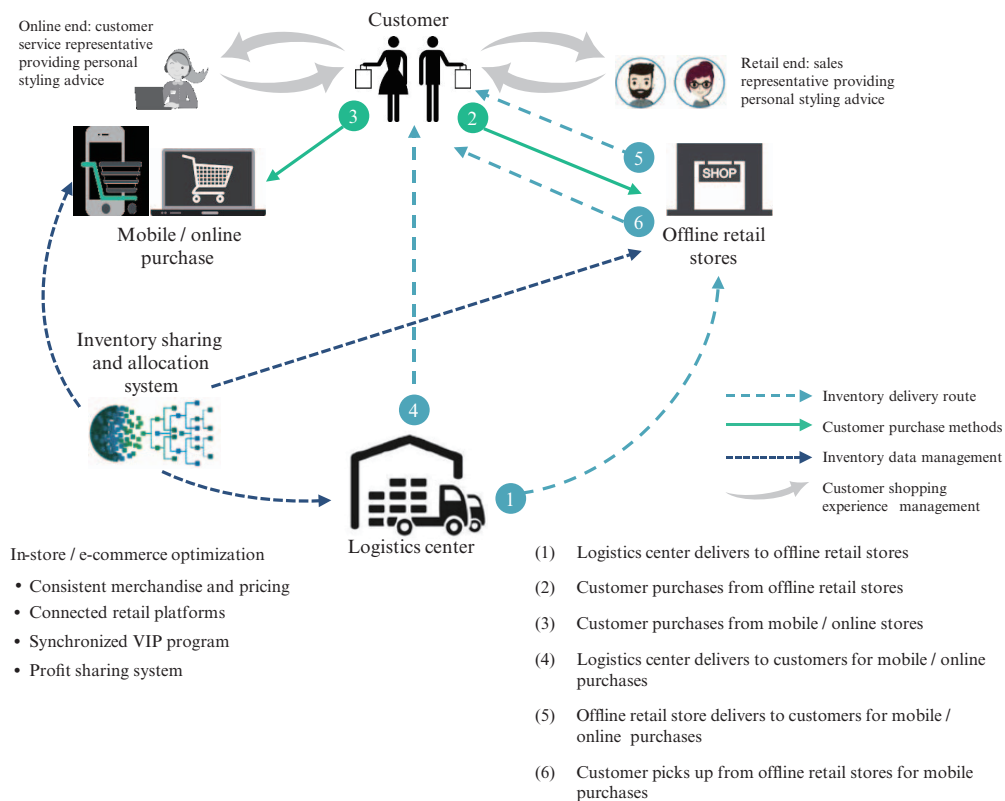 Customer
Online end: customer
service representative
providing personal
styling advice
Retail end: sales
representative providing
personal styling advice
3
2
5
SHOP
6
Mobile / online
purchase
Offline retail
stores
Inventory sharing
and allocation
system
4
1
Logistics center
Inventory delivery route
Customer purchase methods
Inventory data management
Customer shopping
experience management
In-store / e-commerce optimization
• Consistent merchandise and pricing
• Connected retail platforms
• Synchronized VIP program
• Profit sharing system
(1) Logistics center delivers to offline retail stores
(2) Customer purchases from offline retail stores
(3) Customer purchases from mobile / online stores
(4) Logistics center delivers to customers for mobile / online
purchases
(5) Offline retail store delivers to customers for mobile /
online purchases
(6) Customer picks up from offline retail stores for mobile
purchases